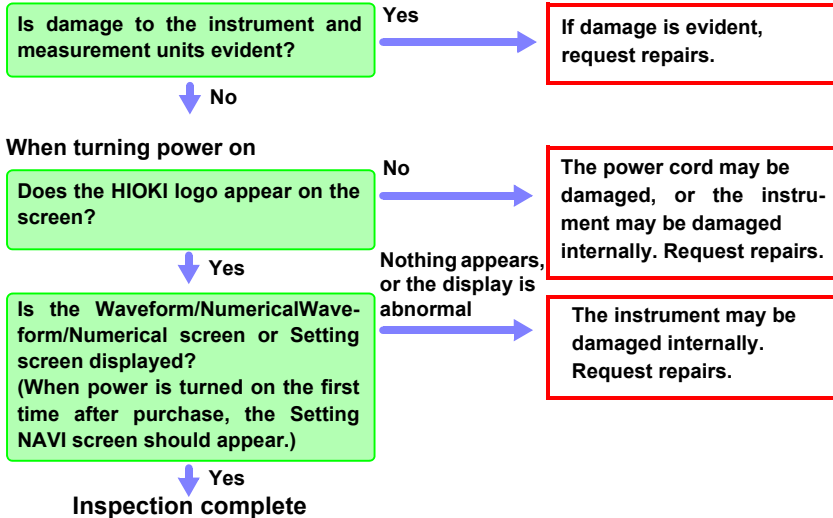 Is damage to the instrument and
measurement units evident?
Yes
If damage is evident,
request repairs.
No
When turning power on
Does the HIOKI logo appear on the
screen?
No
The power cord may be
damaged, or the instru-
ment may be damaged
internally. Request repairs.
Yes
Nothing appears,
or the display is
abnormal
Is the Waveform/NumericalWave-
form/Numerical screen or Setting
screen displayed?
(When power is turned on the first
time after purchase, the Setting
NAVI screen should appear.)
The instrument may be
damaged internally.
Request repairs.
Yes
Inspection complete